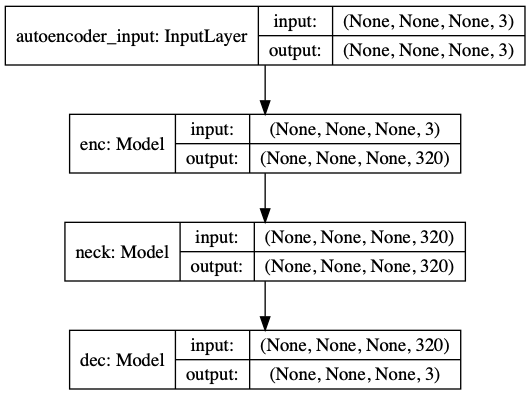 autoencoder_input: InputLayer
input: (None, None, None, 3)
output: (None, None, None, 3)
enc: Model
input: (None, None, None, 3)
output: (None, None, None, 320)
neck: Model
input: (None, None, None, 320)
output: (None, None, None, 320)
dec: Model
input: (None, None, None, 320)
output: (None, None, None, 3)